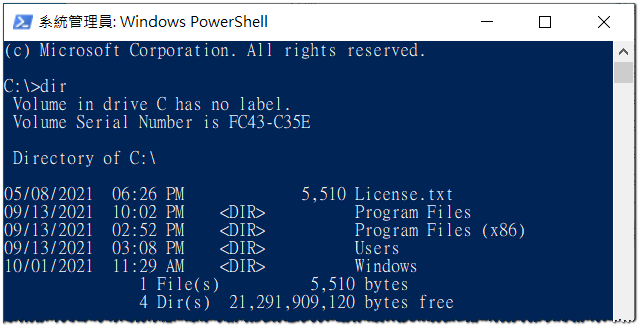 系統管理員: Windows PowerShell
(c) Microsoft Corporation. All rights reserved.
C:\>dir
 Volume in drive C has no label.
 Volume Serial Number is FC43-C35E
 Directory of C:\
05/08/2021  06:26 PM             5,510 License.txt
09/13/2021  10:02 PM    <DIR>          Program Files
09/13/2021  02:52 PM    <DIR>          Program Files (x86)
09/13/2021  03:08 PM    <DIR>          Users
10/01/2021  11:29 AM    <DIR>          Windows
               1 File(s)          5,510 bytes
               4 Dir(s)  21,291,909,120 bytes free